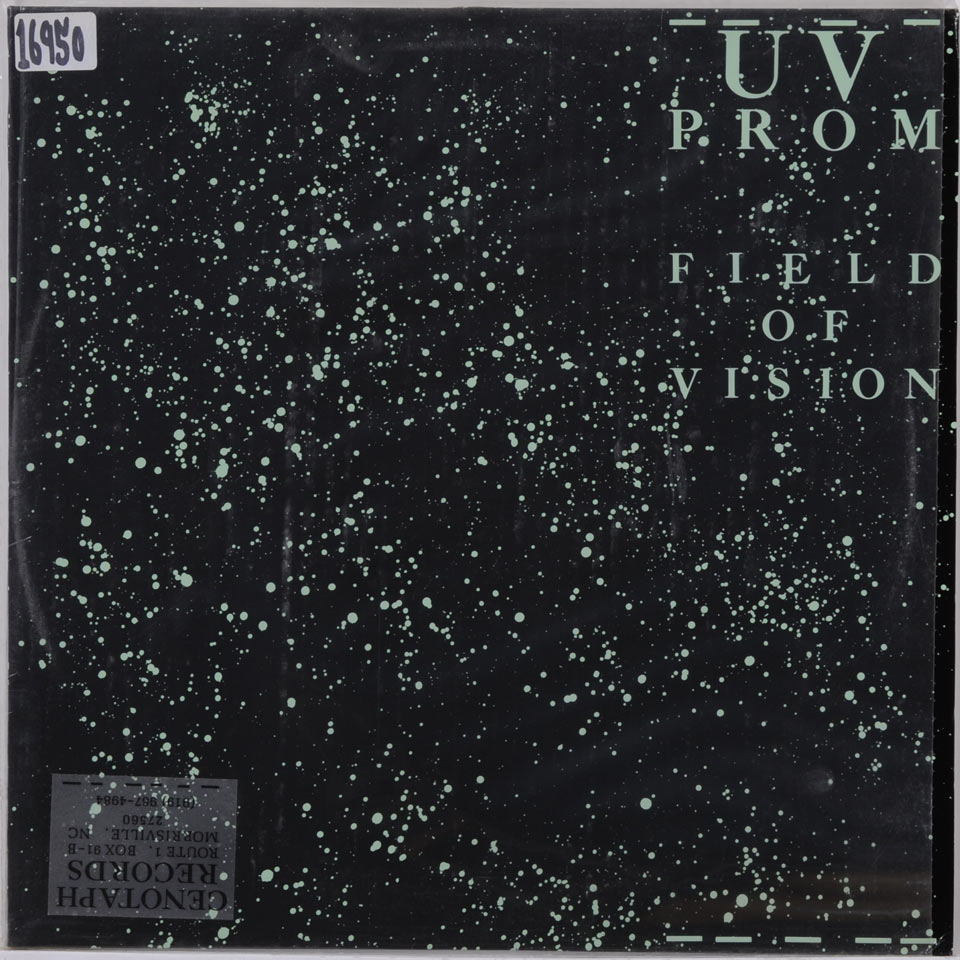 16950
UV
PROM
FIELD
OF
VISION
CENOTAPH
RECORDS
ROUTE 1, BOX 91-B
MORRISVILLE, NC
27560
(919) 967-4984